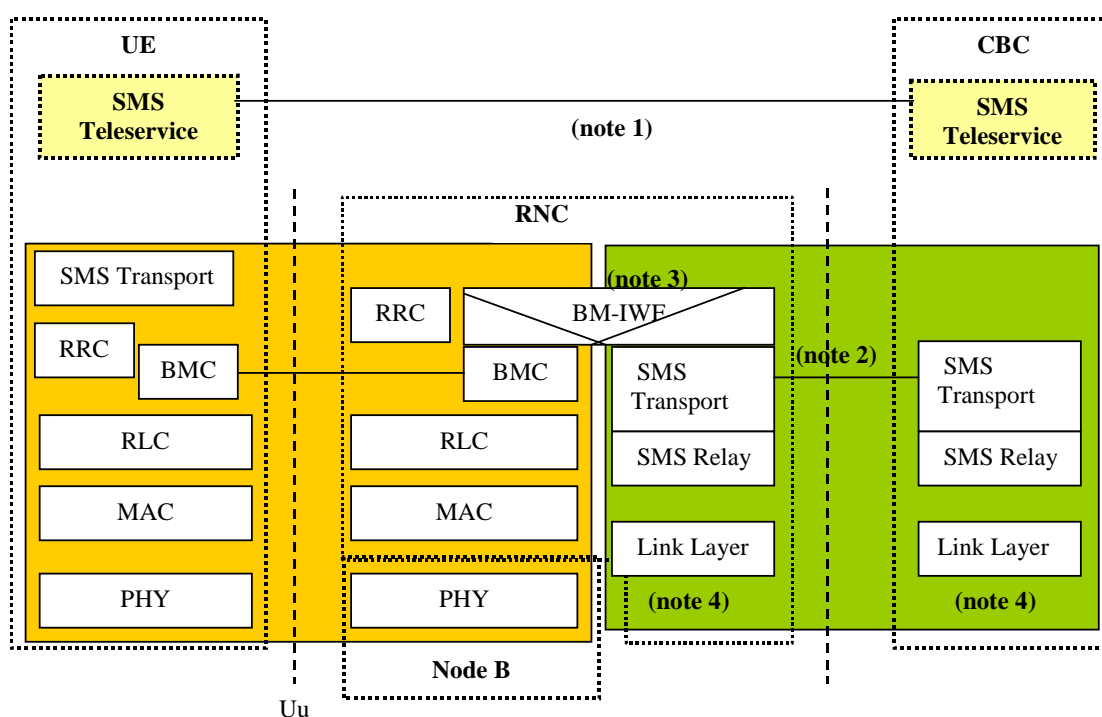 UE
CBC
SMS
Teleservice
SMS
Teleservice
(note 1)
RNC
SMS Transport
(note 3)
RRC
BM-IWF
RRC
BMC
BMC
SMS
Transport
(note 2)
SMS
Transport
RLC
RLC
SMS Relay
SMS Relay
MAC
MAC
Link Layer
Link Layer
PHY
PHY
(note 4)
(note 4)
Node B
Uu